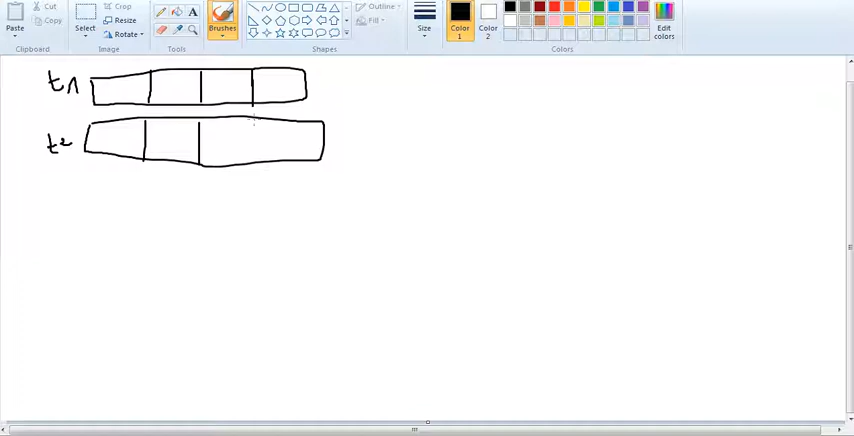 Cut
Copy
Paste
Clipboard
Crop
Resize
Rotate
Select
Image
A
Tools
Brushes
Outline
Fill
Shapes
Size
Color
1
Color
2
Edit
colors
Colors
t1
t2